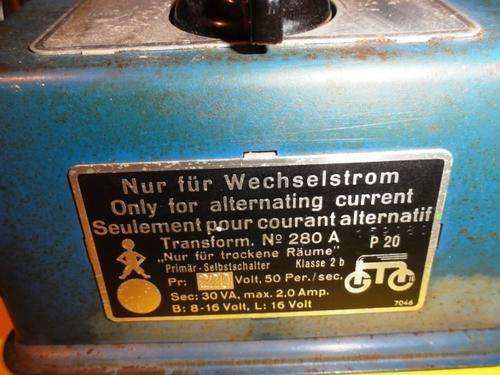 Nur für Wechselstrom
Only for alternating current
Seulement pour courant alternatif
Transform. Nº 280 A P 20
„Nur für trockene Räume"
Primär-Selbstschalter Klasse 2 b
Pr: Volt, 50 Per./sec.
Sec: 30 VA, max. 2,0 Amp.
B: 8-16 Volt, L: 16 Volt
7046